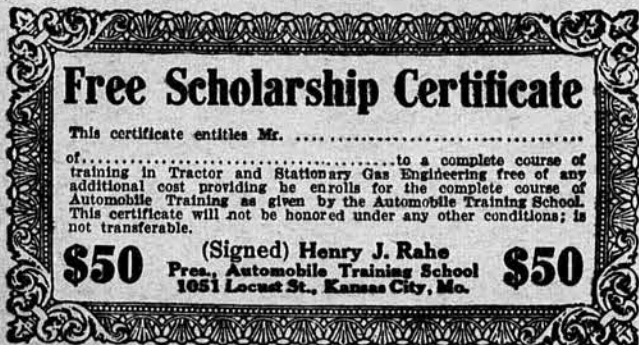 Free Scholarship Certificate
This certificate entitles Mr. ........................................
of........................................to a complete course of
training in Tractor and Stationary Gas Engineering free of any
additional cost providing he enrolls for the complete course of
Automobile Training as given by the Automobile Training School.
This certificate will not be honored under any other conditions; is
not transferable.
$50 (Signed) Henry J. Rahe $50
Pres., Automobile Training School
1051 Locust St., Kansas City, Mo.